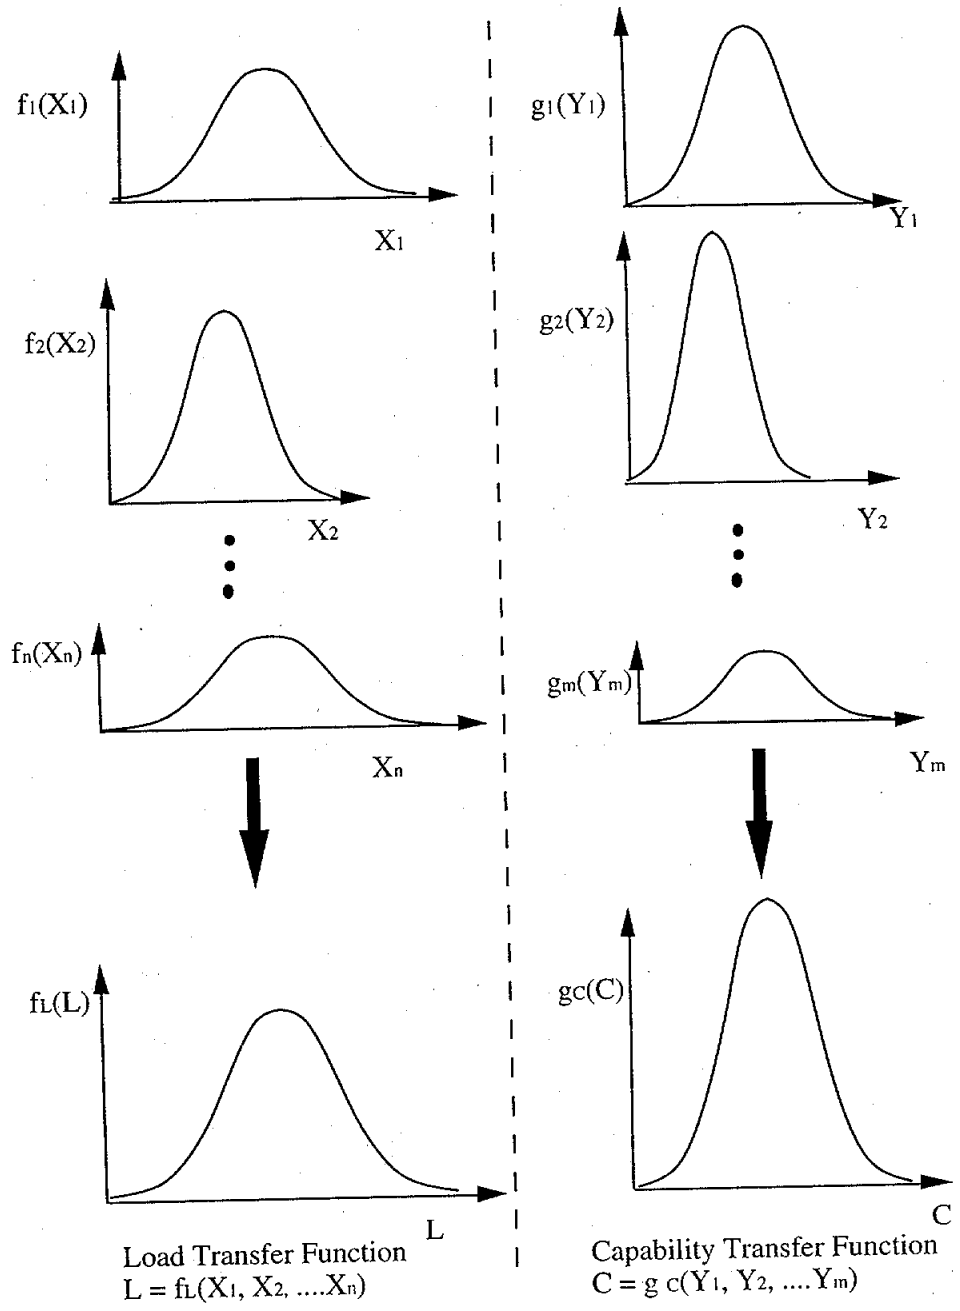 f1(X1)
X1
f2(X2)
X2
fn(Xn)
Xn
fL(L)
L
Load Transfer Function
L = fL(X1, X2, ....Xn)
g1(Y1)
Y1
g2(Y2)
Y2
gm(Ym)
Ym
gC(C)
C
Capability Transfer Function
C = g C(Y1, Y2, ....Ym)